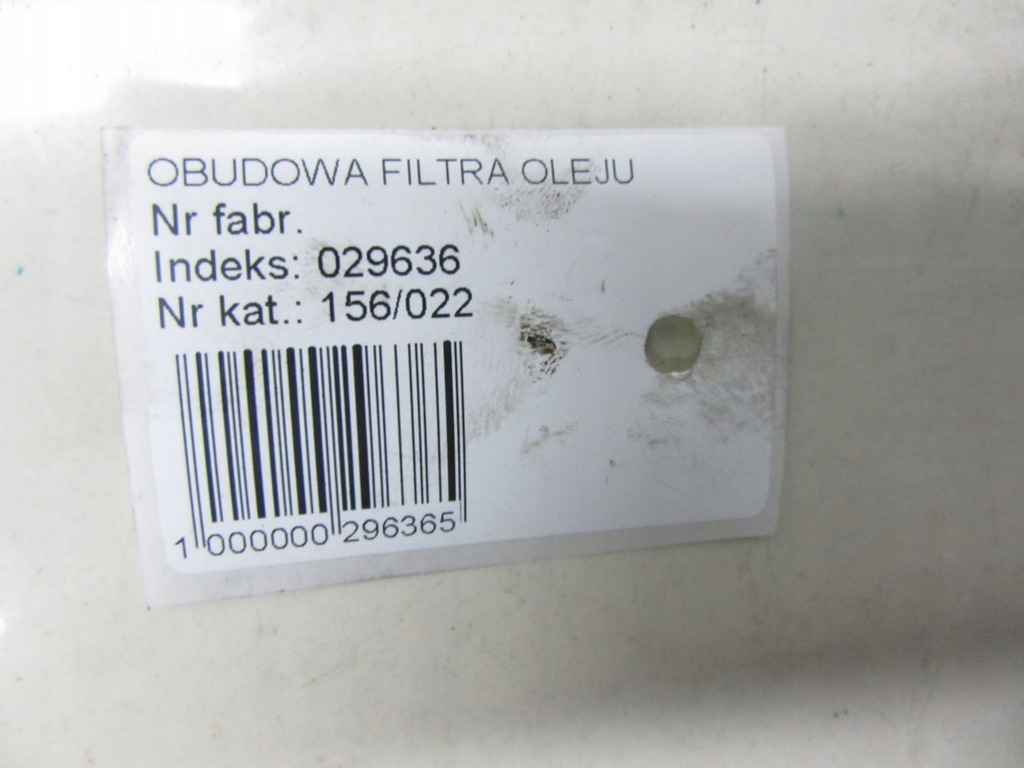 OBUDOWA FILTRA OLEJU
Nr fabr.
Indeks: 029636
Nr kat.: 156/022
1 000000 296365